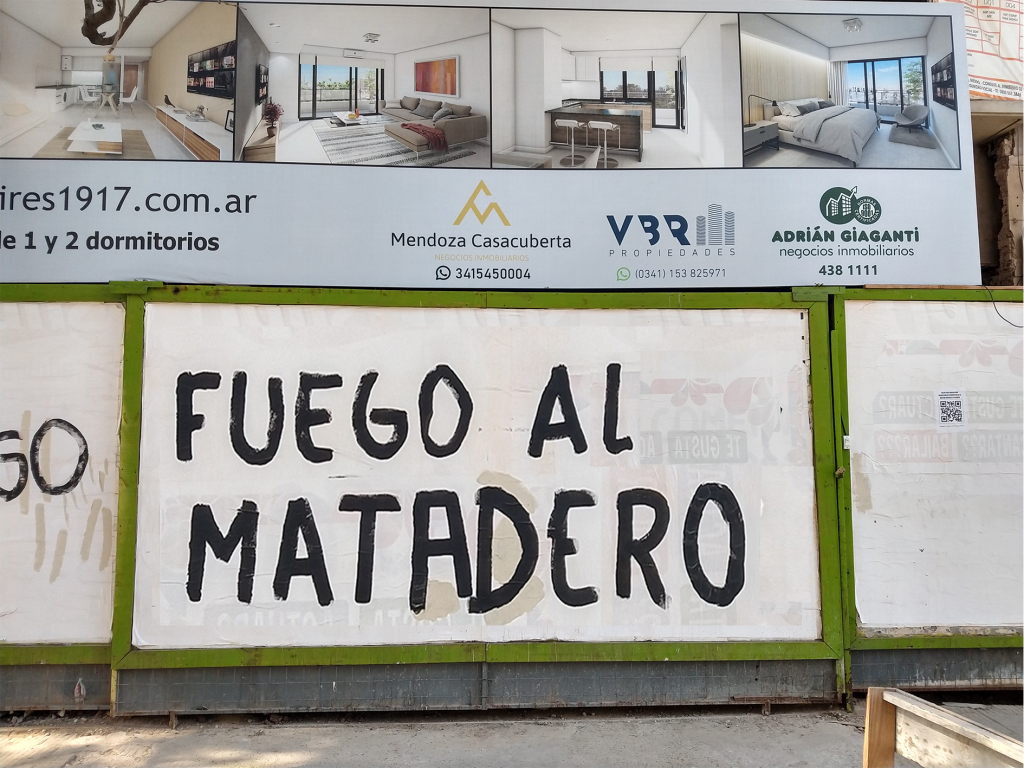 ires1917.com.ar
de 1 y 2 dormitorios
Mendoza Casacuberta
NEGOCIOS INMOBILIARIOS
3415450004
VBR
PROPIEDADES
(0341) 153 825971
ADRIÁN GIAGANTI
negocios inmobiliarios
438 1111
GO
FUEGO AL
MATADERO
TE GUSTA